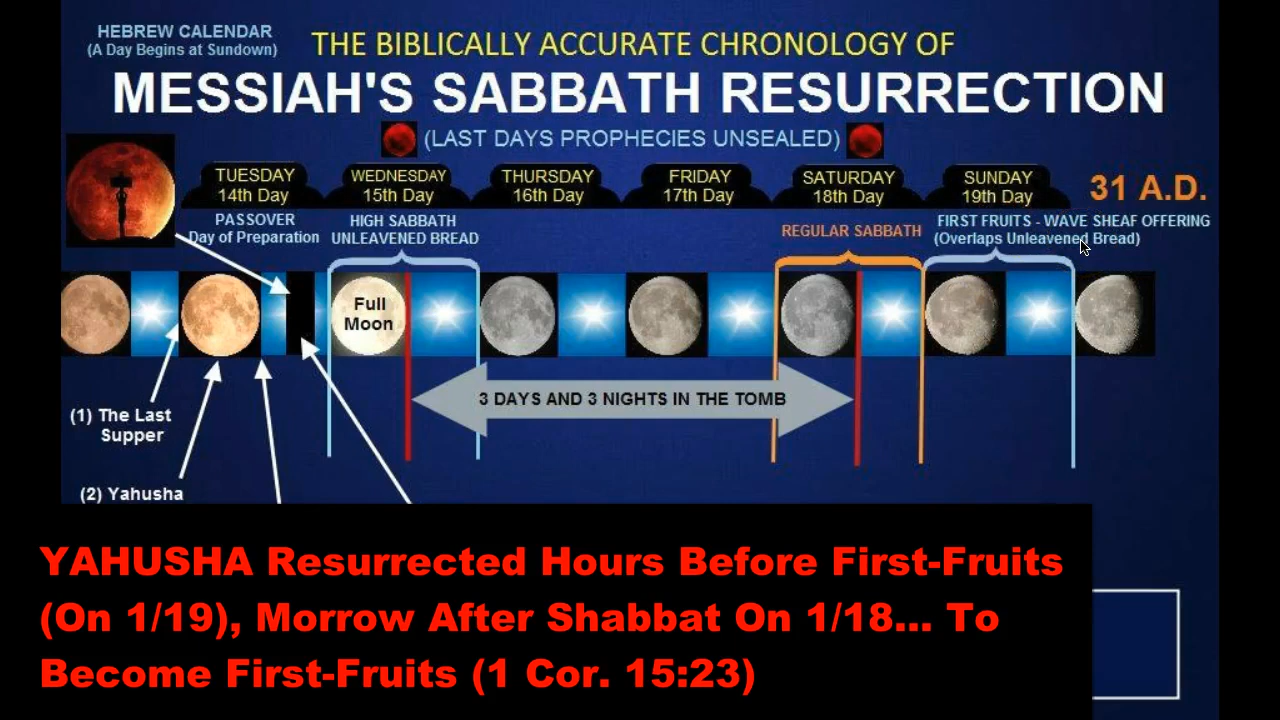 HEBREW CALENDAR
(A Day Begins at Sundown)
THE BIBLICALLY ACCURATE CHRONOLOGY OF
MESSIAH'S SABBATH RESURRECTION
(LAST DAYS PROPHECIES UNSEALED)
TUESDAY
14th Day
WEDNESDAY
15th Day
THURSDAY
16th Day
FRIDAY
17th Day
SATURDAY
18th Day
SUNDAY
19th Day
31 A.D.
PASSOVER
Day of Preparation
HIGH SABBATH
UNLEAVENED BREAD
REGULAR SABBATH
FIRST FRUITS - WAVE SHEAF OFFERING
(Overlaps Unleavened Bread)
Full
Moon
3 DAYS AND 3 NIGHTS IN THE TOMB
(1) The Last
Supper
(2) Yahusha
YAHUSHA Resurrected Hours Before First-Fruits
(On 1/19), Morrow After Shabbat On 1/18... To
Become First-Fruits (1 Cor. 15:23)